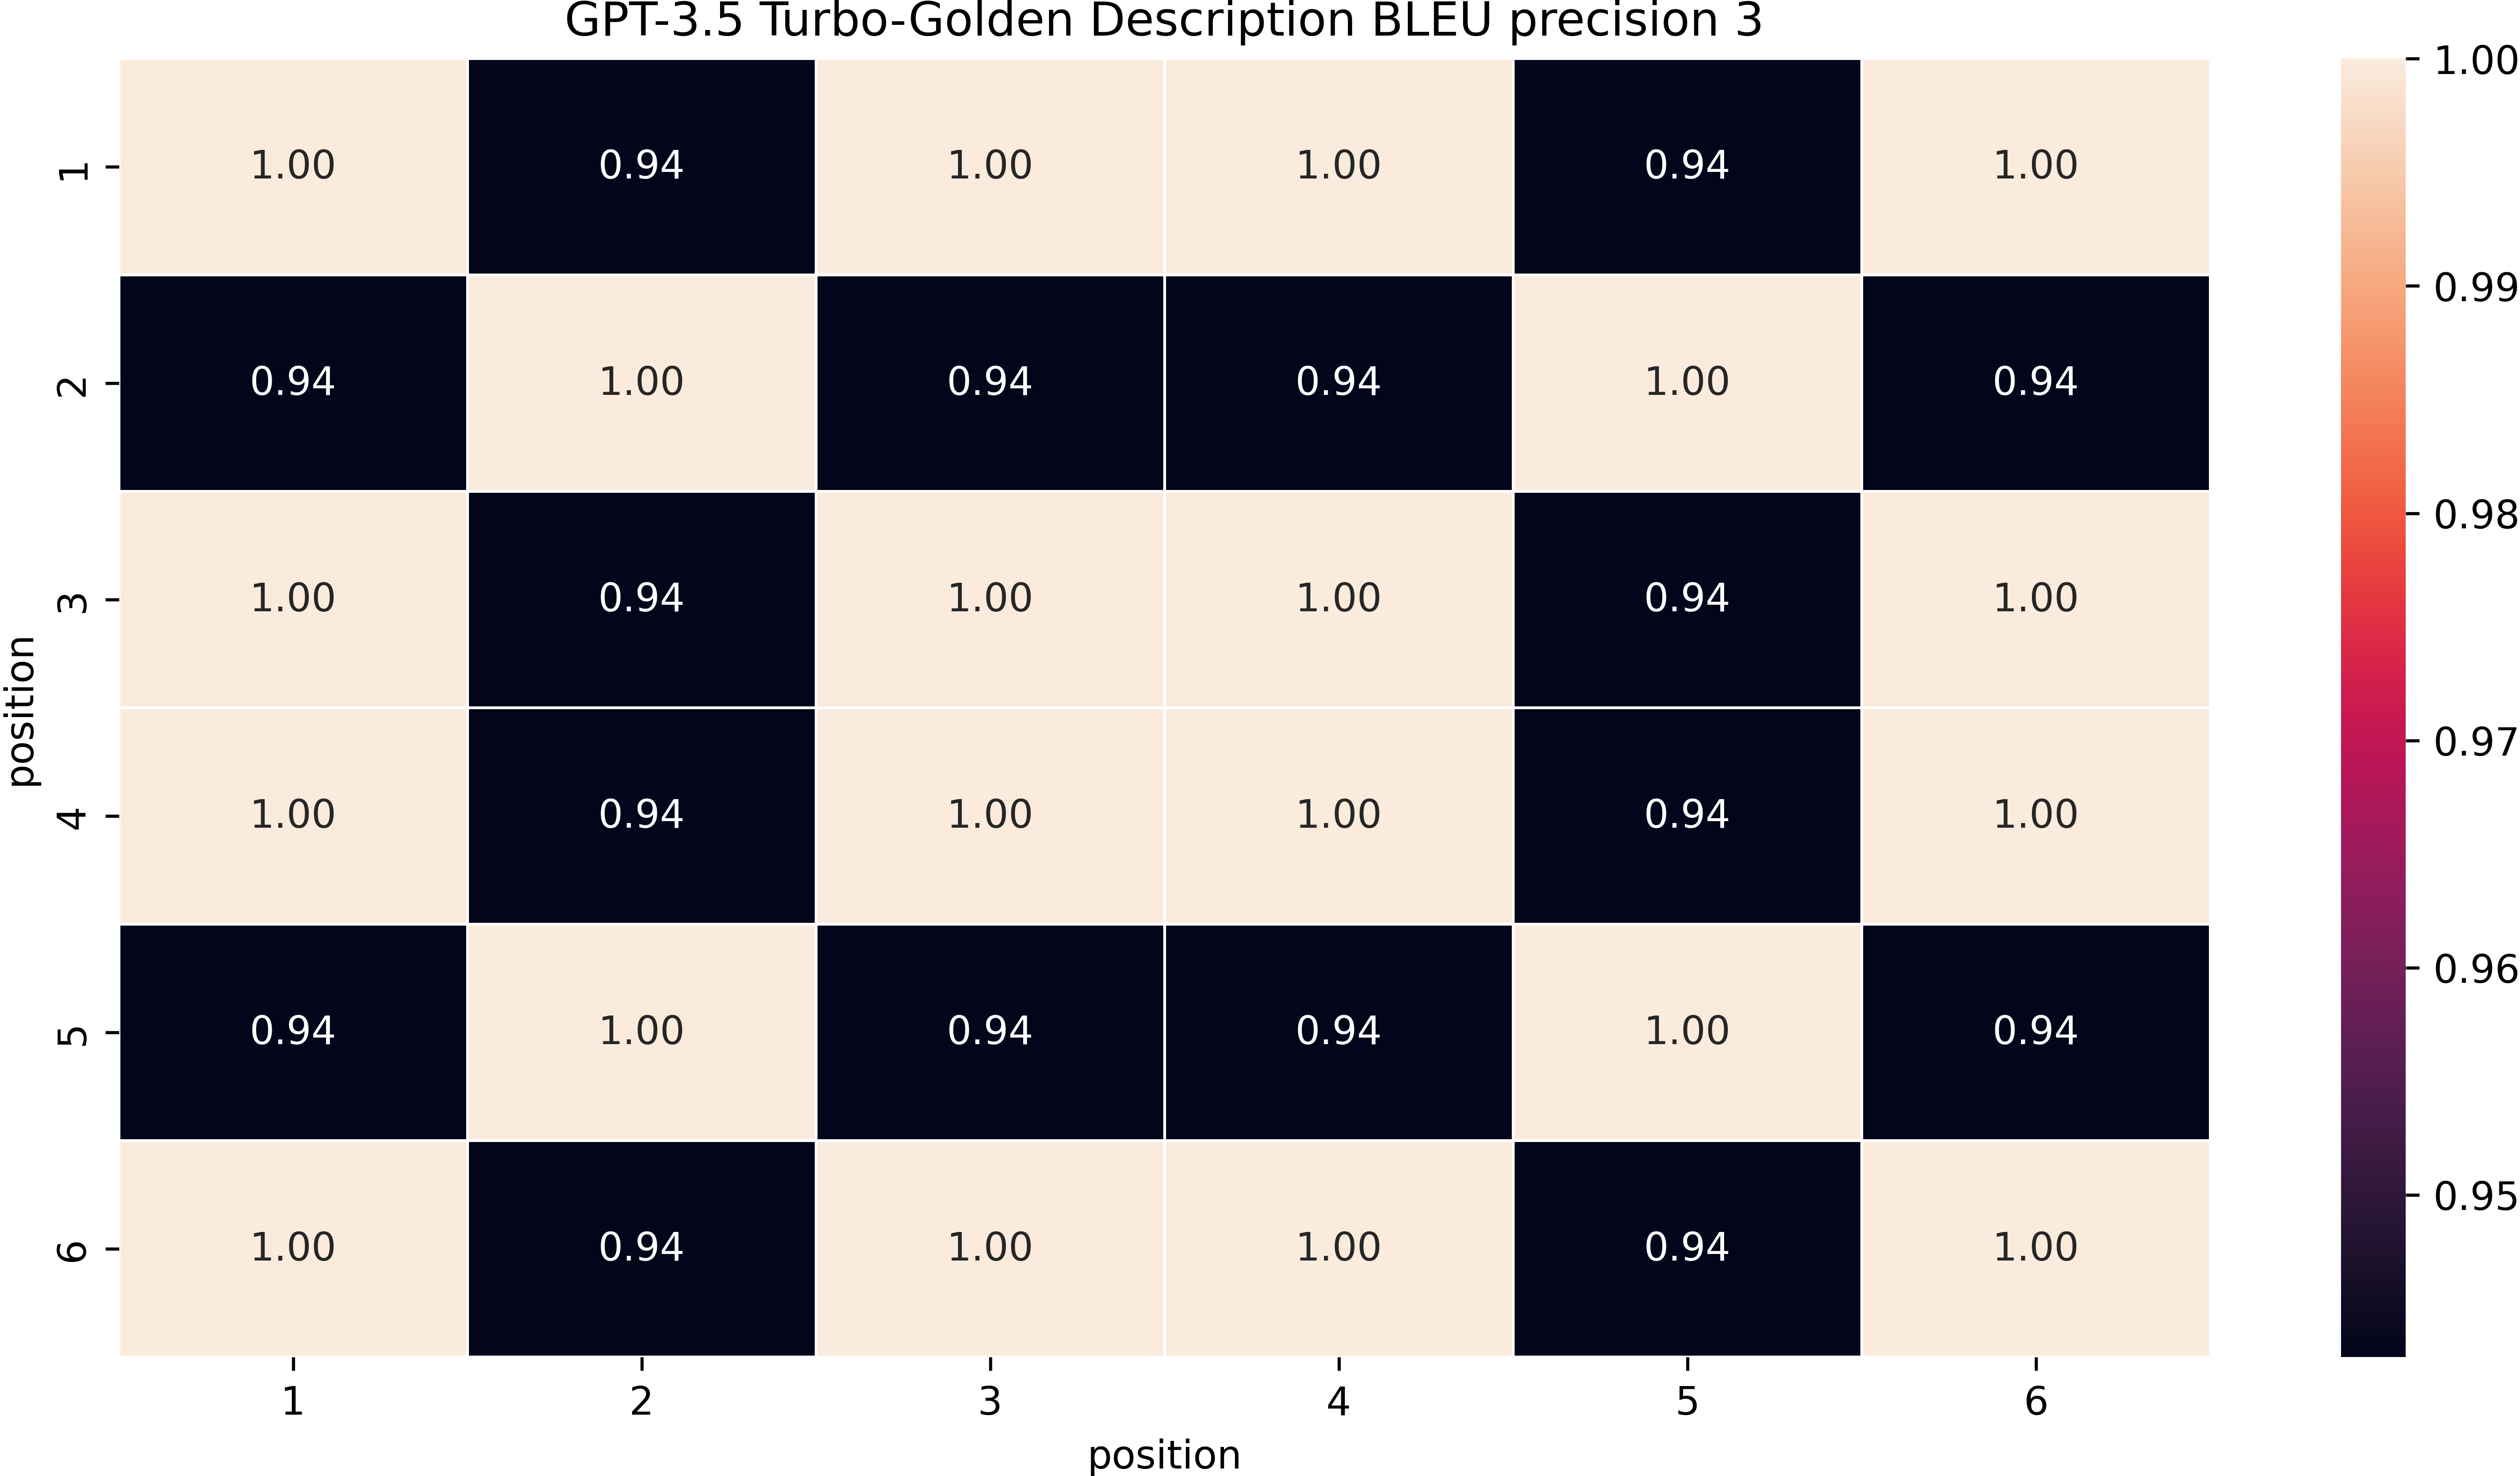 GPT-3.5 Turbo-Golden Description BLEU precision 3
1 1.00 0.94 1.00 1.00 0.94 1.00
2 0.94 1.00 0.94 0.94 1.00 0.94
3 1.00 0.94 1.00 1.00 0.94 1.00
4 1.00 0.94 1.00 1.00 0.94 1.00
5 0.94 1.00 0.94 0.94 1.00 0.94
6 1.00 0.94 1.00 1.00 0.94 1.00
position
1 2 3 4 5 6
position
1.00
0.99
0.98
0.97
0.96
0.95